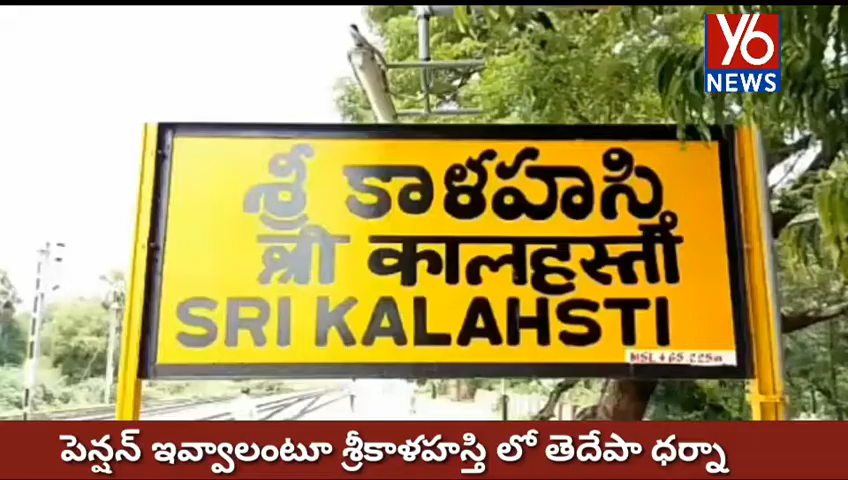 Y6
NEWS
శ్రీ కాళహస్తి
श्री कालहस्ती
SRI KALAHSTI
పెన్షన్ ఇవ్వాలంటూ శ్రీకాళహస్తి లో తెదేపా ధర్నా